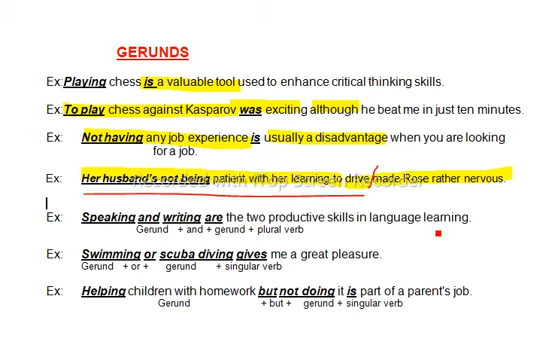 GERUNDS
Ex: Playing chess is a valuable tool used to enhance critical thinking skills.
Ex: To play chess against Kasparov was exciting although he beat me in just ten minutes.
Ex: Not having any job experience is usually a disadvantage when you are looking
for a job.
Ex: Her husband's not being patient with her learning to drive made Rose rather nervous.
Recorded with iTop Screen Recorder
Ex: Speaking and writing are the two productive skills in language learning.
Gerund + and + gerund + plural verb
Ex: Swimming or scuba diving gives me a great pleasure.
Gerund + or + gerund + singular verb
Ex: Helping children with homework but not doing it is part of a parent's job.
Gerund + but + gerund + singular verb